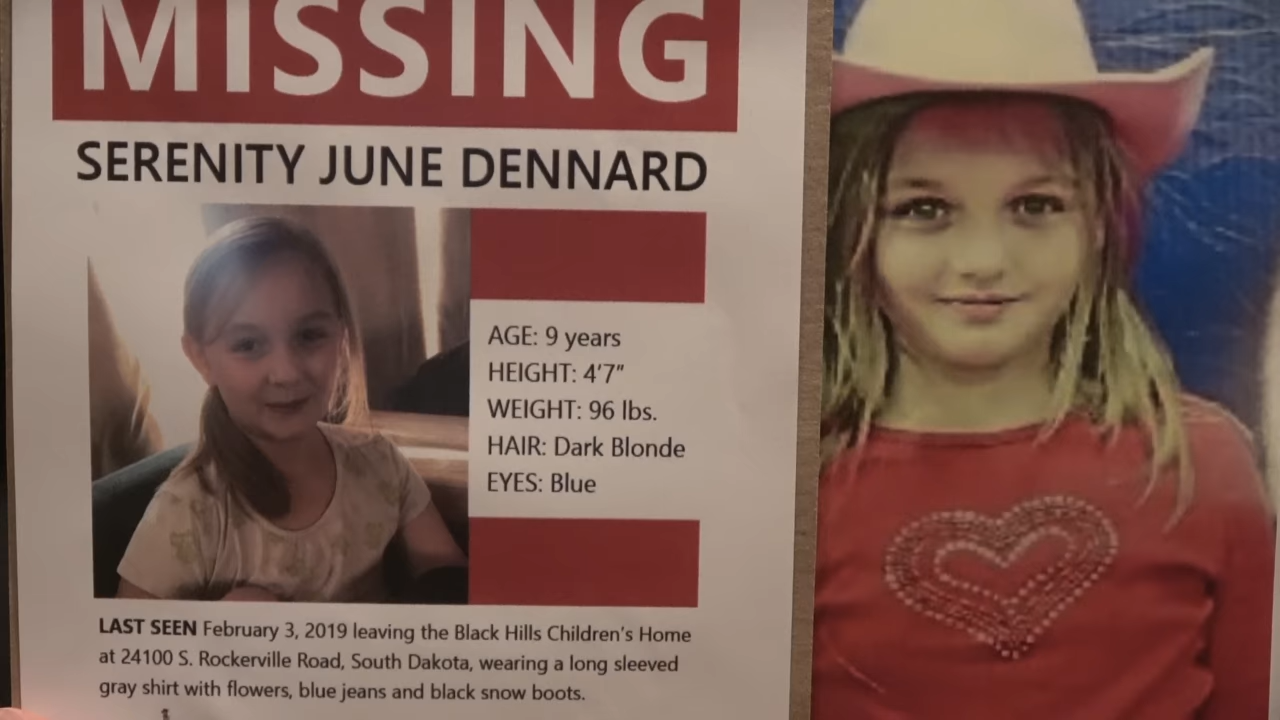 MISSING
SERENITY JUNE DENNARD
AGE: 9 years
HEIGHT: 4'7"
WEIGHT: 96 lbs.
HAIR: Dark Blonde
EYES: Blue
LAST SEEN February 3, 2019 leaving the Black Hills Children's Home
at 24100 S. Rockerville Road, South Dakota, wearing a long sleeved
gray shirt with flowers, blue jeans and black snow boots.